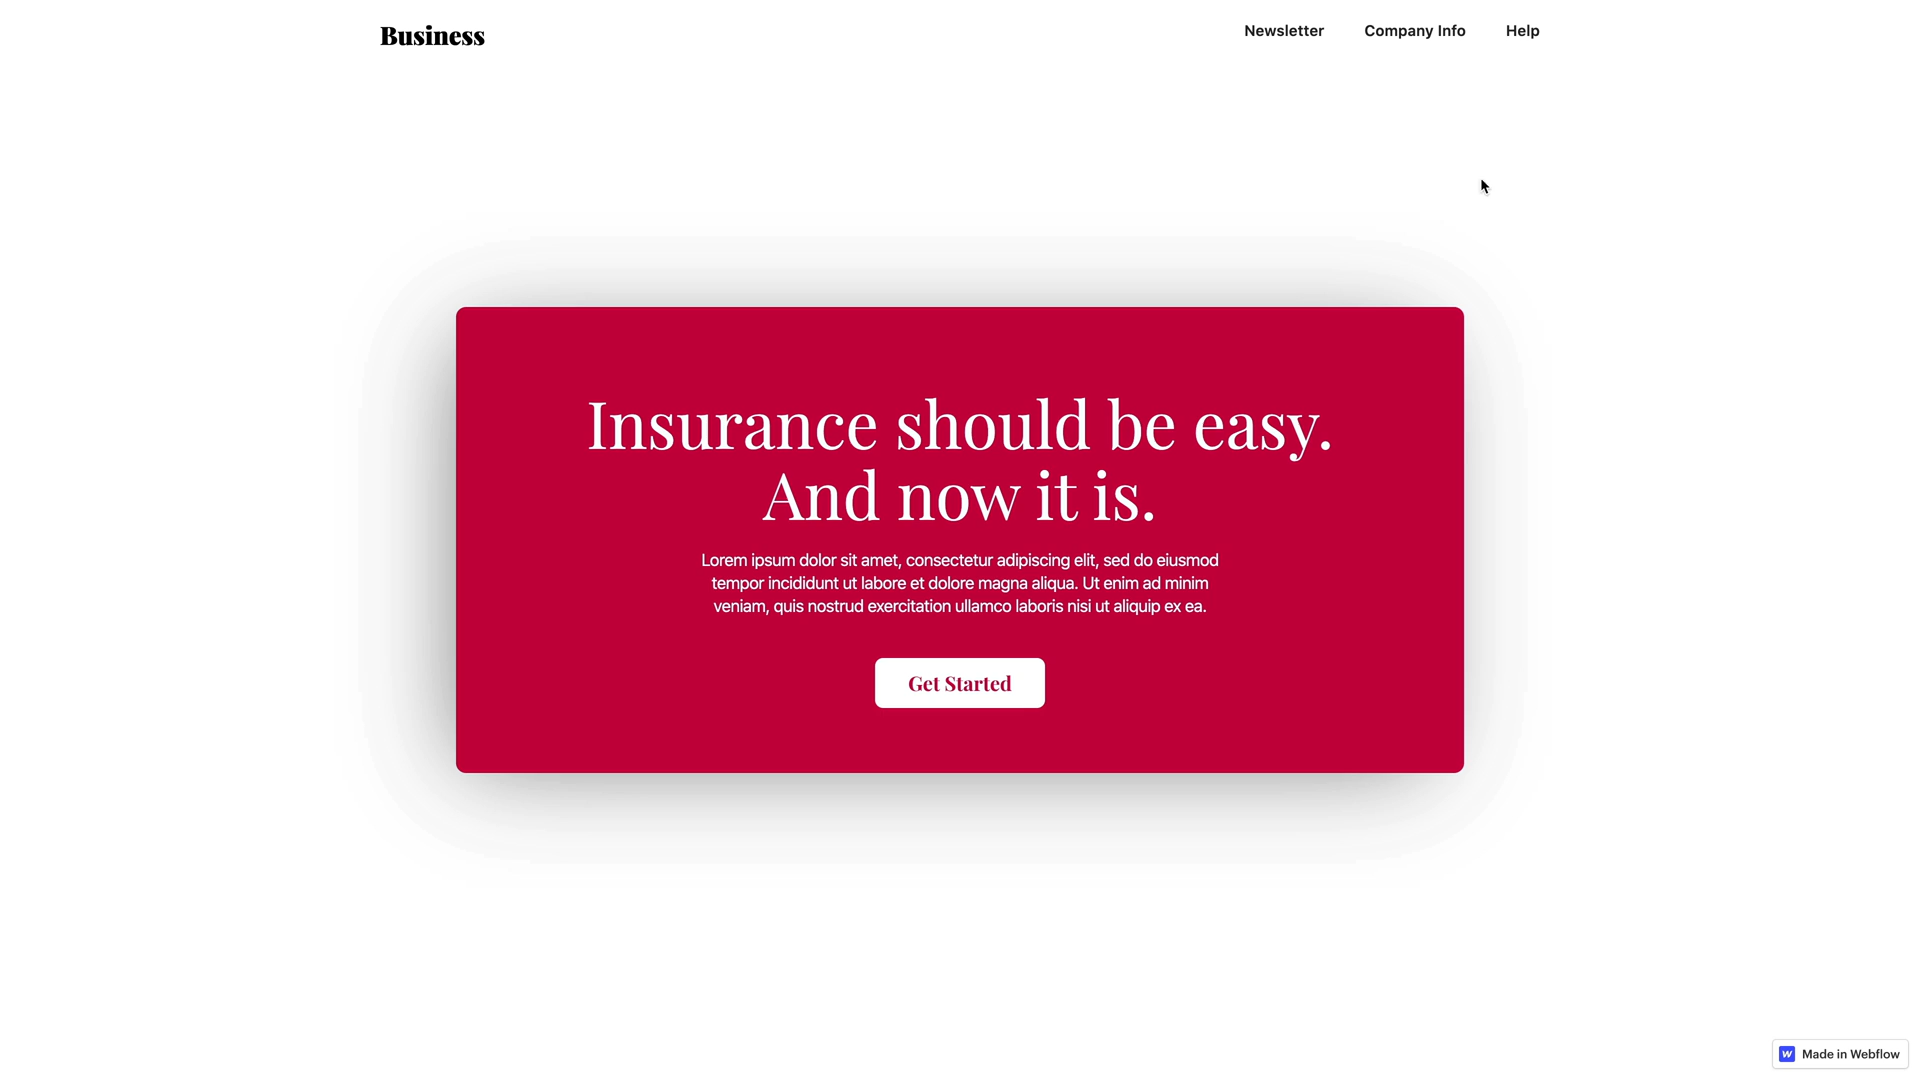 Business
Newsletter
Company Info
Help
Insurance should be easy.
And now it is.
Lorem ipsum dolor sit amet, consectetur adipiscing elit, sed do eiusmod
tempor incididunt ut labore et dolore magna aliqua. Ut enim ad minim
veniam, quis nostrud exercitation ullamco laboris nisi ut aliquip ex ea.
Get Started
Made in Webflow